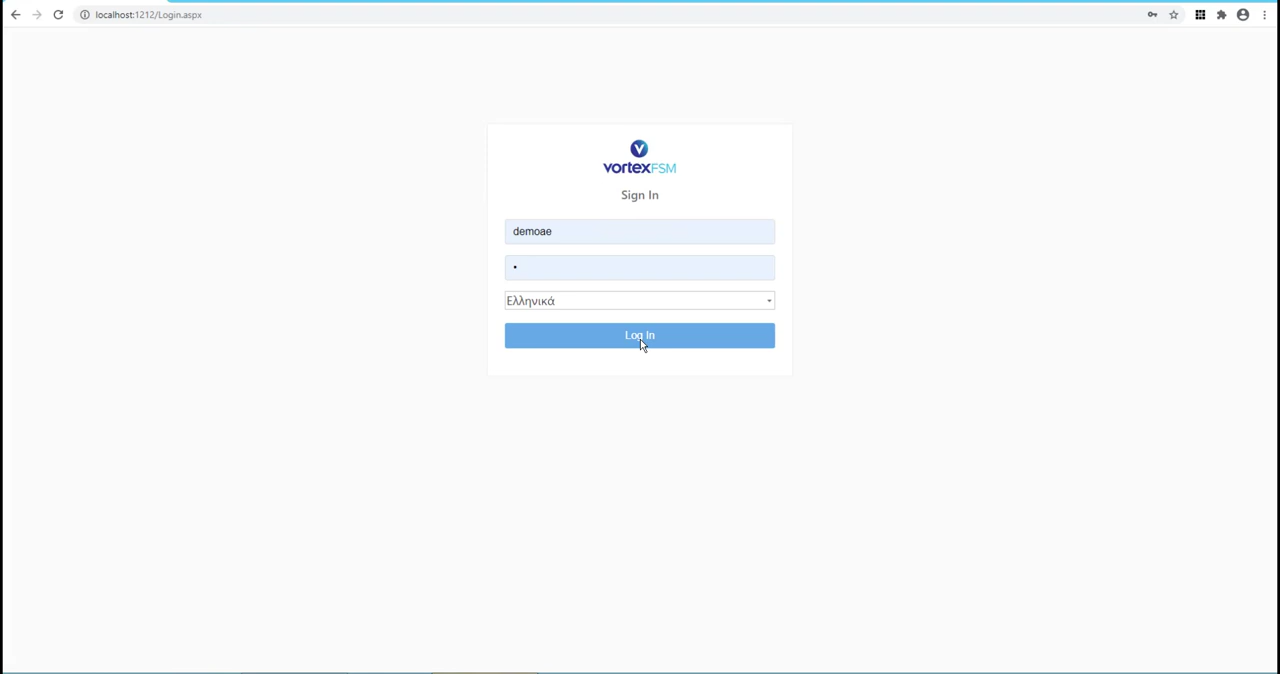 localhost:1212/Login.aspx
vortexFSM
Sign In
demoae
•
Ελληνικά
Log In